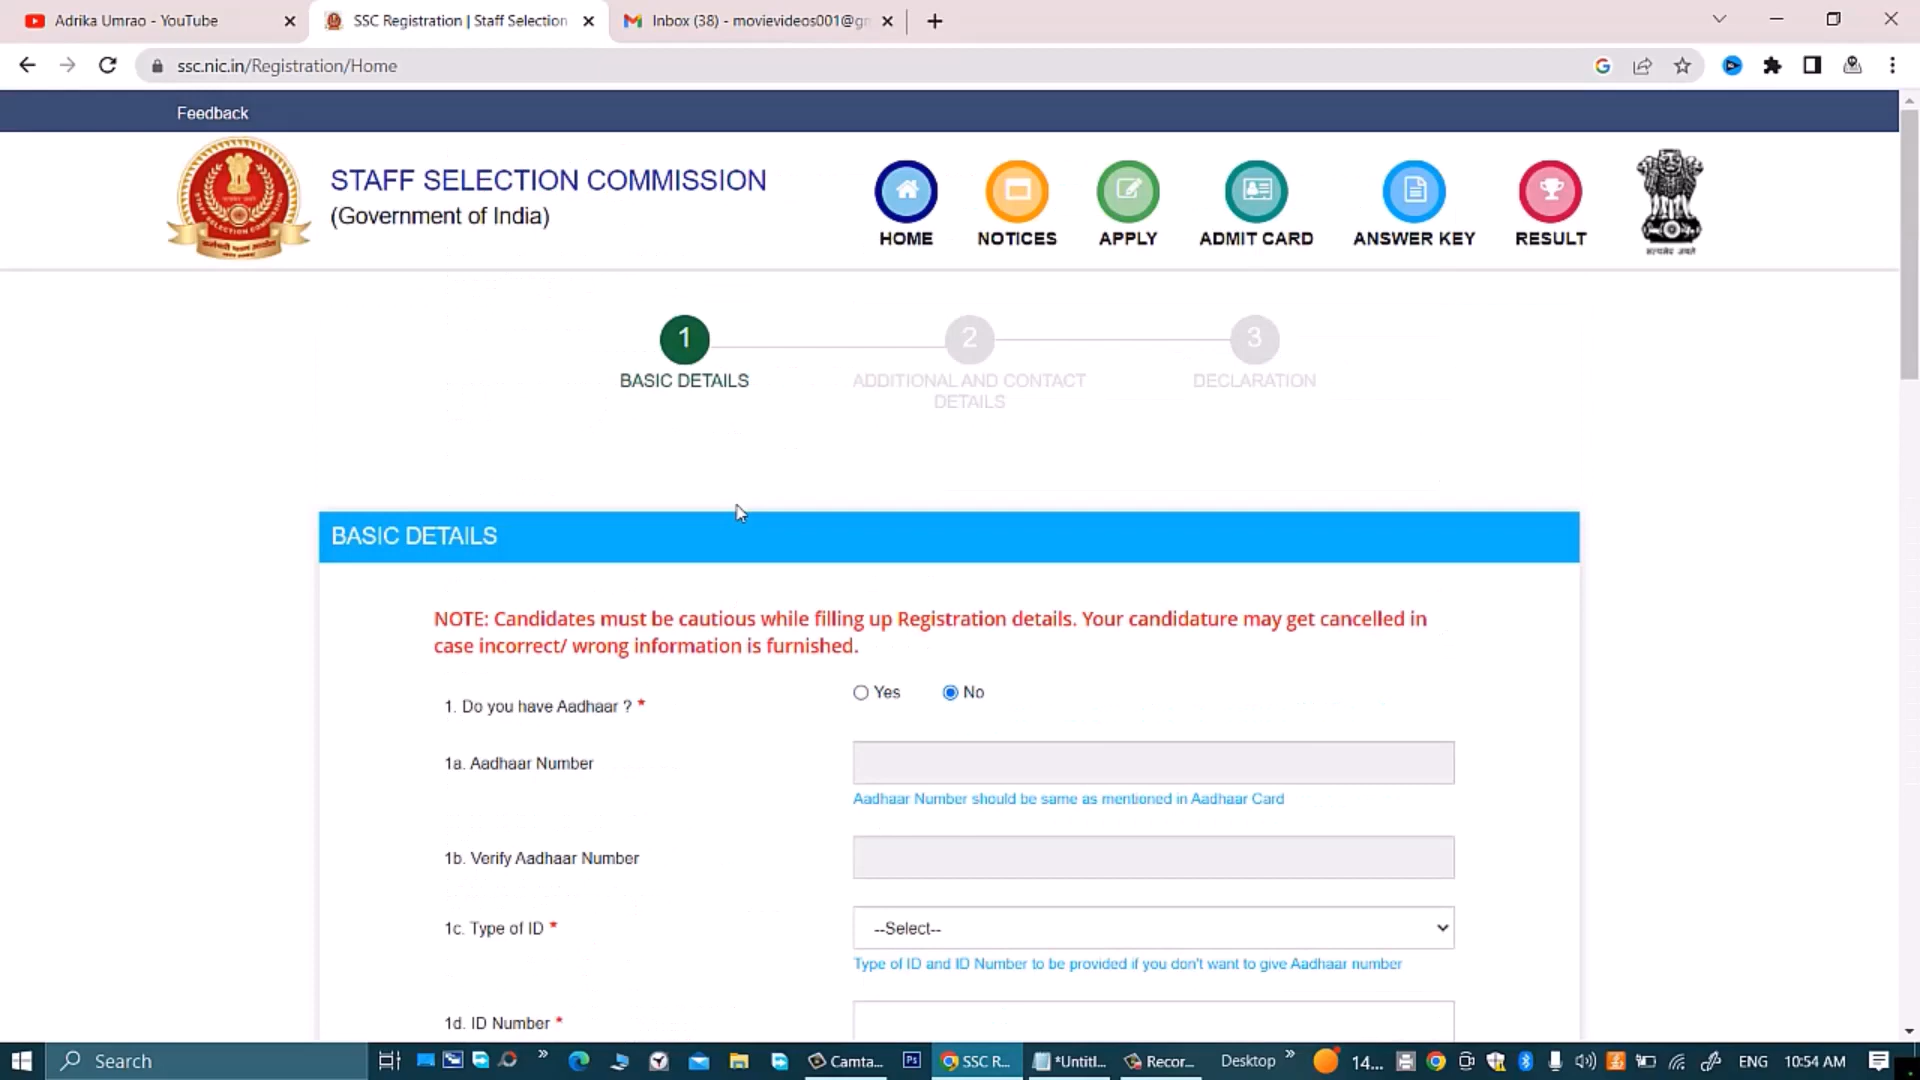 Adrika Umrao - YouTube
SSC Registration | Staff Selection
Inbox (38) - movievideos001@gm
ssc.nic.in/Registration/Home
Feedback
STAFF SELECTION COMMISSION
(Government of India)
HOME
NOTICES
APPLY
ADMIT CARD
ANSWER KEY
RESULT
सत्यमेव जयते
1
BASIC DETAILS
2
ADDITIONAL AND CONTACT
DETAILS
3
DECLARATION
BASIC DETAILS
NOTE: Candidates must be cautious while filling up Registration details. Your candidature may get cancelled in
case incorrect/ wrong information is furnished.
1. Do you have Aadhaar ? *
Yes
No
1a. Aadhaar Number
Aadhaar Number should be same as mentioned in Aadhaar Card
1b. Verify Aadhaar Number
1c. Type of ID *
--Select--
Type of ID and ID Number to be provided if you don't want to give Aadhaar number
1d. ID Number *
Search
Camta...
Ps
SSC R...
*Untitl...
Recor...
Desktop
14...
ENG
10:54 AM